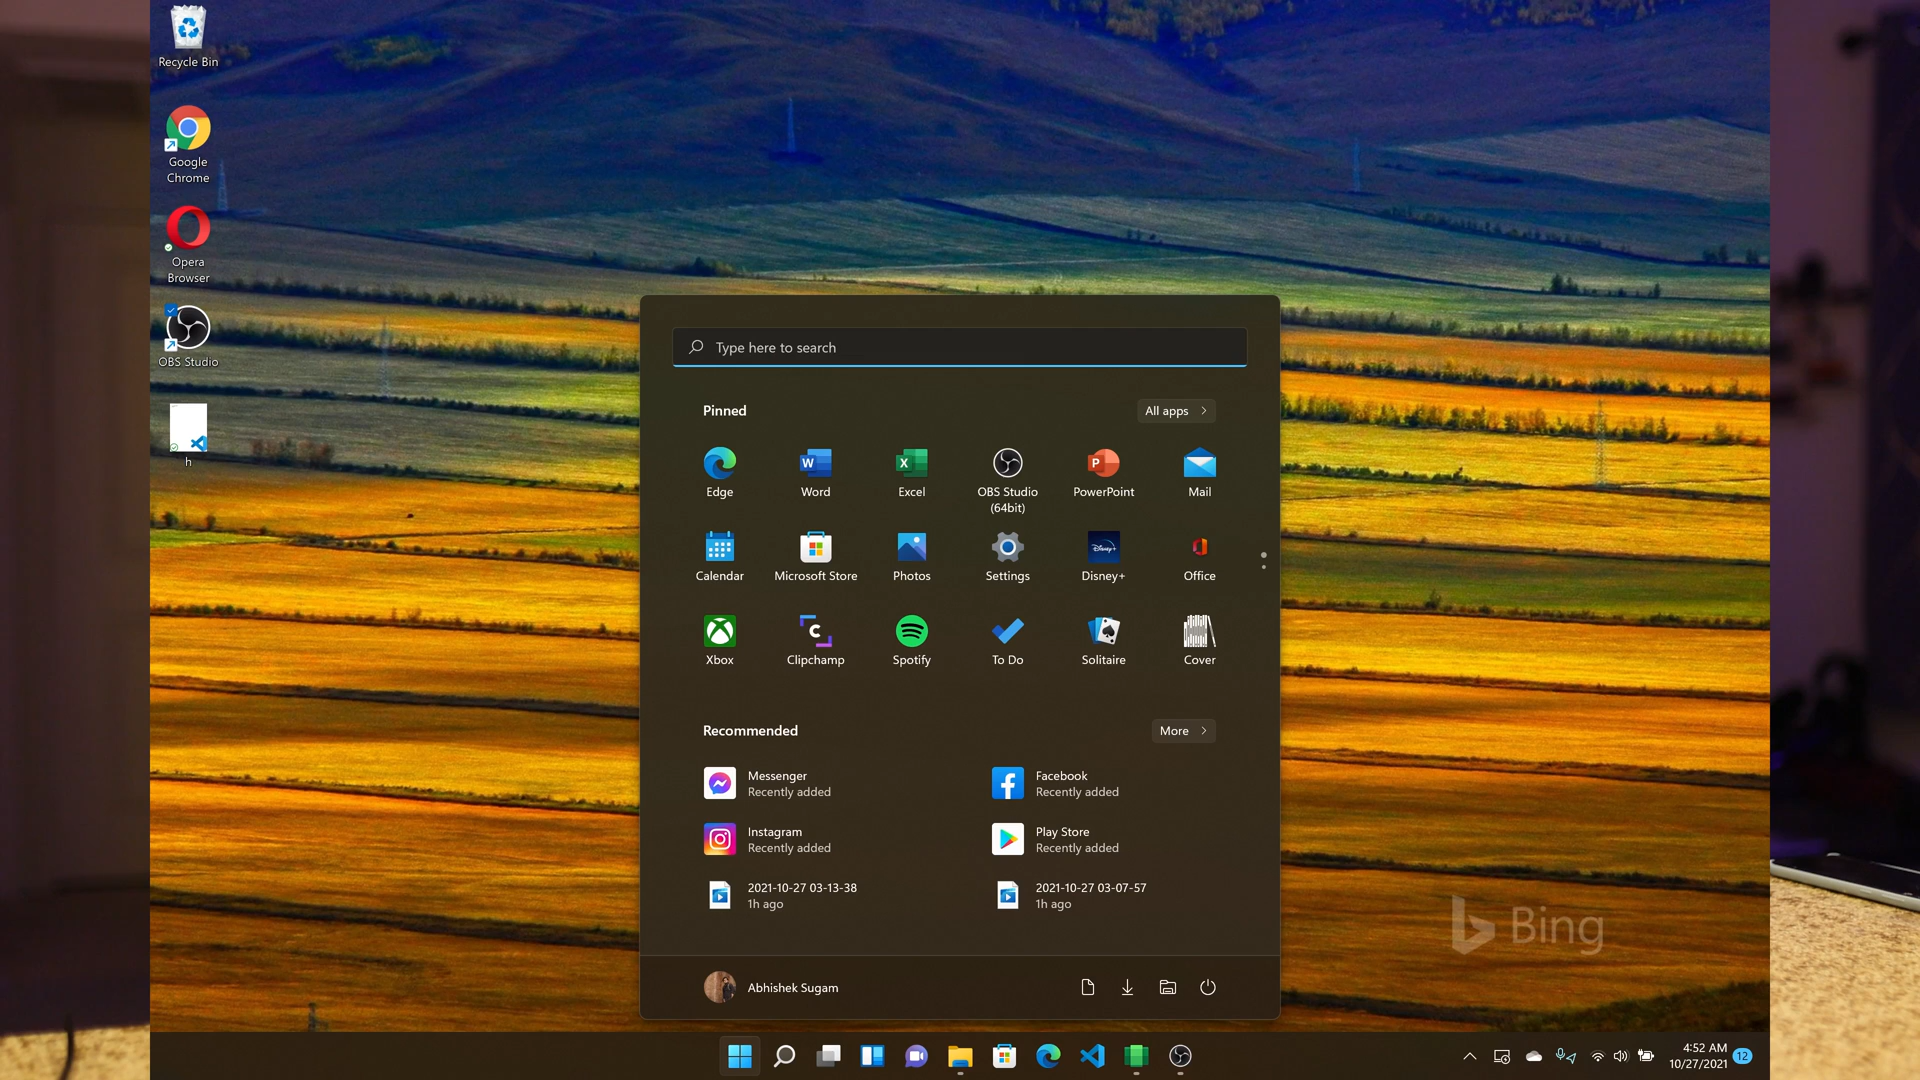 Recycle Bin
Google
Chrome
Opera
Browser
OBS Studio
h
Type here to search
Pinned
All apps
Edge
Word
Excel
OBS Studio
(64bit)
PowerPoint
Mail
Calendar
Microsoft Store
Photos
Settings
Disney+
Disney+
Office
Xbox
Clipchamp
Spotify
To Do
Solitaire
Cover
Recommended
More
Messenger
Recently added
Facebook
Recently added
Instagram
Recently added
Play Store
Recently added
2021-10-27 03-13-38
1h ago
2021-10-27 03-07-57
1h ago
Bing
Abhishek Sugam
4:52 AM
10/27/2021
12